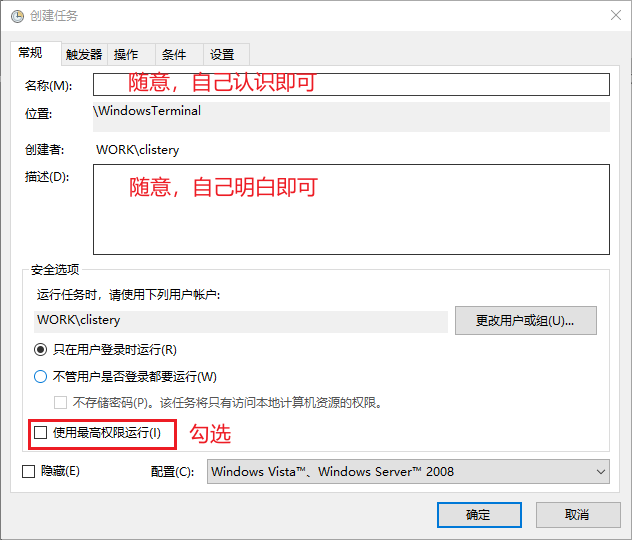 创建任务
常规 触发器 操作 条件 设置
名称(M): 随意，自己认识即可
位置: \WindowsTerminal
创建者: WORK\clistery
描述(D): 随意，自己明白即可
安全选项
运行任务时，请使用下列用户帐户:
WORK\clistery 更改用户或组(U)...
只在用户登录时运行(R)
不管用户是否登录都要运行(W)
不存储密码(P)。该任务将只有访问本地计算机资源的权限。
使用最高权限运行(I) 勾选
隐藏(E) 配置(C): Windows Vista™、Windows Server™ 2008
确定 取消